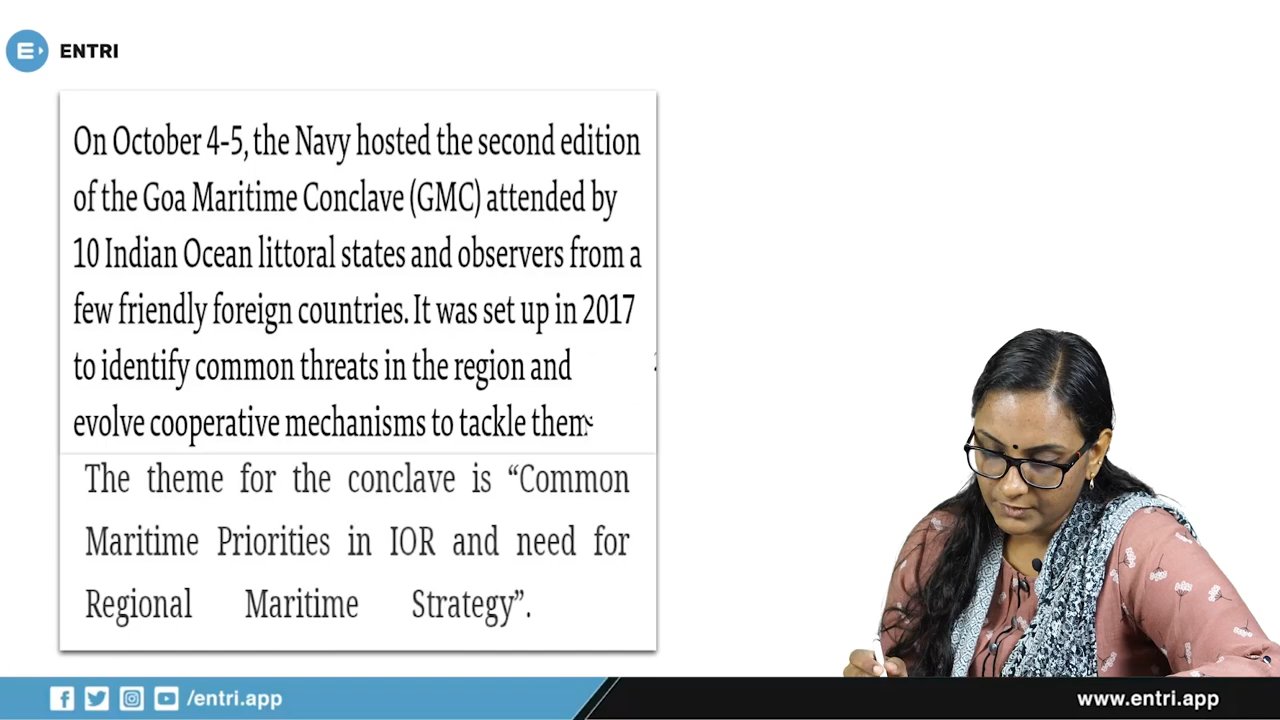 ENTRI
On October 4-5, the Navy hosted the second edition
of the Goa Maritime Conclave (GMC) attended by
10 Indian Ocean littoral states and observers from a
few friendly foreign countries. It was set up in 2017
to identify common threats in the region and
evolve cooperative mechanisms to tackle them
The theme for the conclave is “Common
Maritime Priorities in IOR and need for
Regional Maritime Strategy”.
/entri.app
www.entri.app